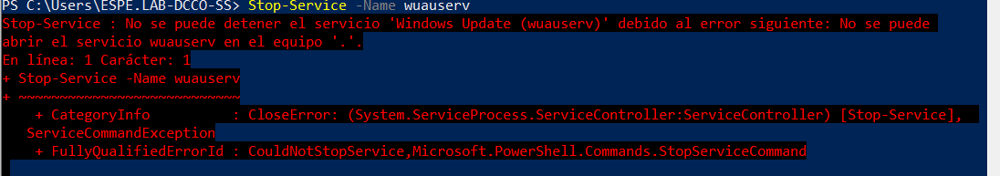 PS C:\Users\ESPE.LAB-DCCO-SS> Stop-Service -Name wuauserv
Stop-Service : No se puede detener el servicio 'Windows Update (wuauserv)' debido al error siguiente: No se puede
abrir el servicio wuauserv en el equipo '.'.
En línea: 1 Carácter: 1
+ Stop-Service -Name wuauserv
+ ~~~~~~~~~~~~~~~~~~~~~~~~~~~
+ CategoryInfo : CloseError: (System.ServiceProcess.ServiceController:ServiceController) [Stop-Service],
ServiceCommandException
+ FullyQualifiedErrorId : CouldNotStopService,Microsoft.PowerShell.Commands.StopServiceCommand